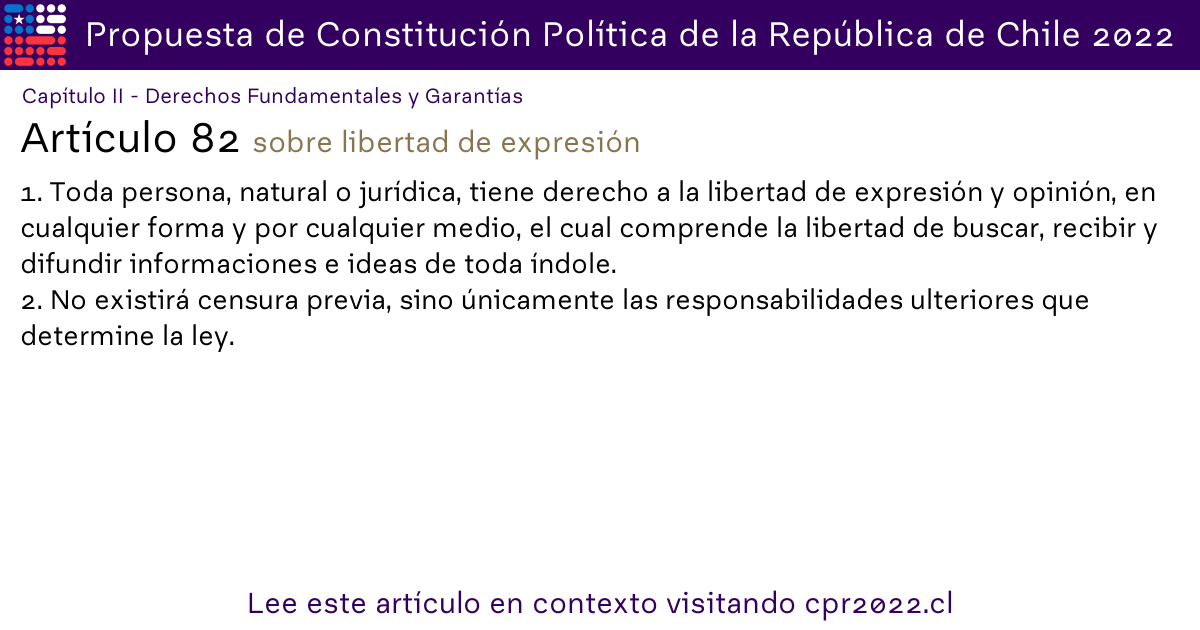 Propuesta de Constitución Política de la República de Chile 2022
Capítulo II - Derechos Fundamentales y Garantías
Artículo 82 sobre libertad de expresión
1. Toda persona, natural o jurídica, tiene derecho a la libertad de expresión y opinión, en
cualquier forma y por cualquier medio, el cual comprende la libertad de buscar, recibir y
difundir informaciones e ideas de toda índole.
2. No existirá censura previa, sino únicamente las responsabilidades ulteriores que
determine la ley.
Lee este artículo en contexto visitando cpr2022.cl